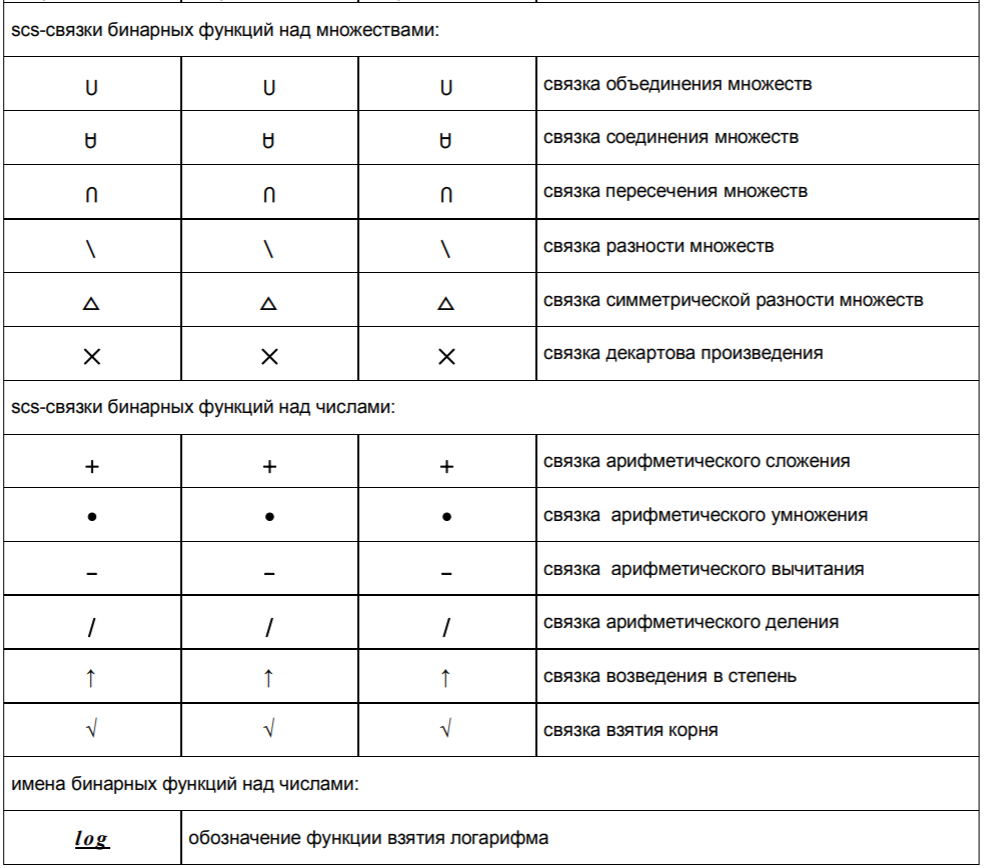 scs-связки бинарных функций над множествами:
∪ ∪ ∪ связка объединения множеств
ᙀ ᙀ ᙀ связка соединения множеств
∩ ∩ ∩ связка пересечения множеств
\ \ \ связка разности множеств
△ △ △ связка симметрической разности множеств
× × × связка декартова произведения
scs-связки бинарных функций над числами:
+ + + связка арифметического сложения
• • • связка арифметического умножения
– – – связка арифметического вычитания
/ / / связка арифметического деления
↑ ↑ ↑ связка возведения в степень
√ √ √ связка взятия корня
имена бинарных функций над числами:
log обозначение функции взятия логарифма